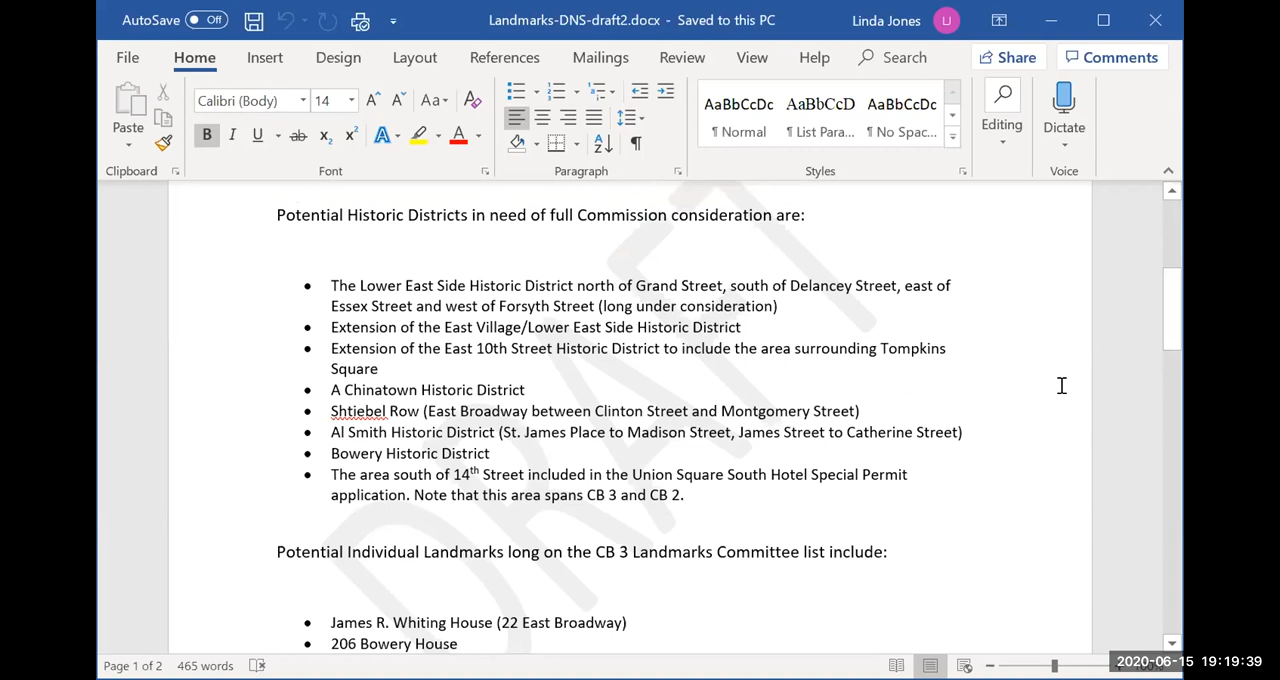 AutoSave Off Landmarks-DNS-draft2.docx - Saved to this PC Linda Jones LJ
File Home Insert Design Layout References Mailings Review View Help Search Share Comments
Calibri (Body) 14 Aa
AaBbCcDc AaBbCcD AaBbCcDc
Paste B I U ab x2 x2 A A ¶ Normal ¶ List Para... ¶ No Spac... Editing Dictate
Clipboard Font Paragraph Styles Voice
Potential Historic Districts in need of full Commission consideration are:
• The Lower East Side Historic District north of Grand Street, south of Delancey Street, east of
Essex Street and west of Forsyth Street (long under consideration)
• Extension of the East Village/Lower East Side Historic District
• Extension of the East 10th Street Historic District to include the area surrounding Tompkins
Square
• A Chinatown Historic District
• Shtiebel Row (East Broadway between Clinton Street and Montgomery Street)
• Al Smith Historic District (St. James Place to Madison Street, James Street to Catherine Street)
• Bowery Historic District
• The area south of 14th Street included in the Union Square South Hotel Special Permit
application. Note that this area spans CB 3 and CB 2.
Potential Individual Landmarks long on the CB 3 Landmarks Committee list include:
• James R. Whiting House (22 East Broadway)
• 206 Bowery House
DRAFT
Page 1 of 2 465 words
2020-06-15 19:19:39